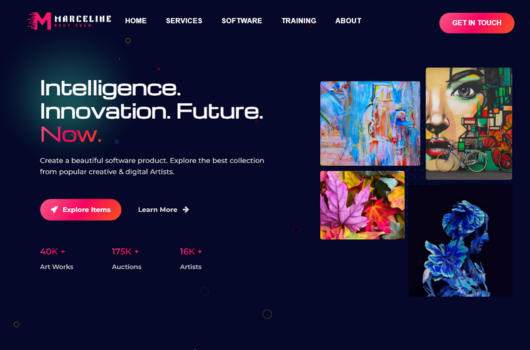 MARCELINE
HOME
SERVICES
SOFTWARE
TRAINING
ABOUT
GET IN TOUCH
Intelligence.
Innovation. Future.
Now.
Create a beautiful software product. Explore the best collection
from popular creative & digital Artists.
Explore Items
Learn More
40K +
175K +
16K +
Art Works
Auctions
Artists